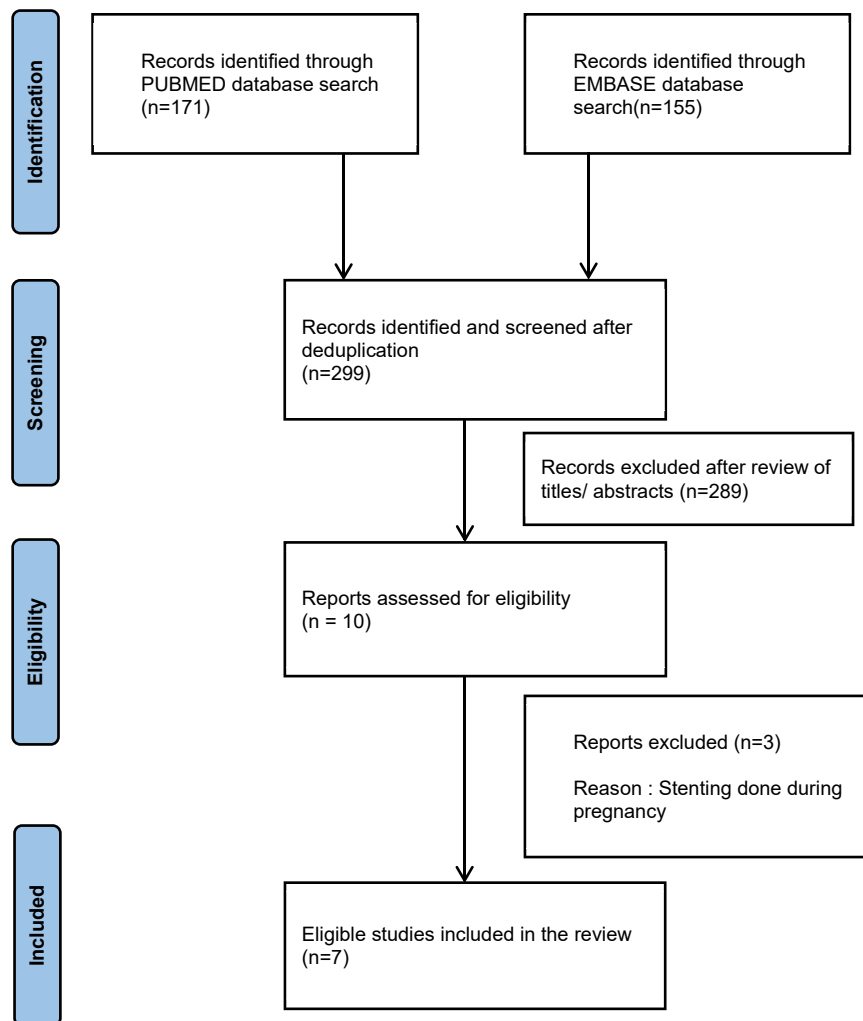 Identification
Records identified through
PUBMED database search
(n=171)
Records identified through
EMBASE database
search(n=155)
Screening
Records identified and screened after
deduplication
(n=299)
Records excluded after review of
titles/ abstracts (n=289)
Eligibility
Reports assessed for eligibility
(n = 10)
Reports excluded (n=3)
Reason : Stenting done during
pregnancy
Included
Eligible studies included in the review
(n=7)